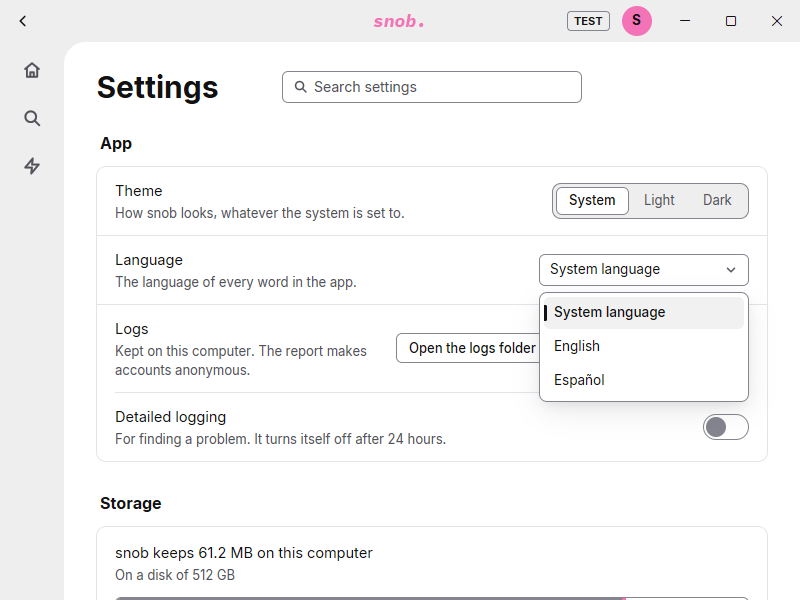 snob.
TEST
S
Settings
Search settings
App
Theme
How snob looks, whatever the system is set to.
System
Light
Dark
Language
The language of every word in the app.
System language
System language
English
Español
Logs
Kept on this computer. The report makes
accounts anonymous.
Open the logs folder
Detailed logging
For finding a problem. It turns itself off after 24 hours.
Storage
snob keeps 61.2 MB on this computer
On a disk of 512 GB